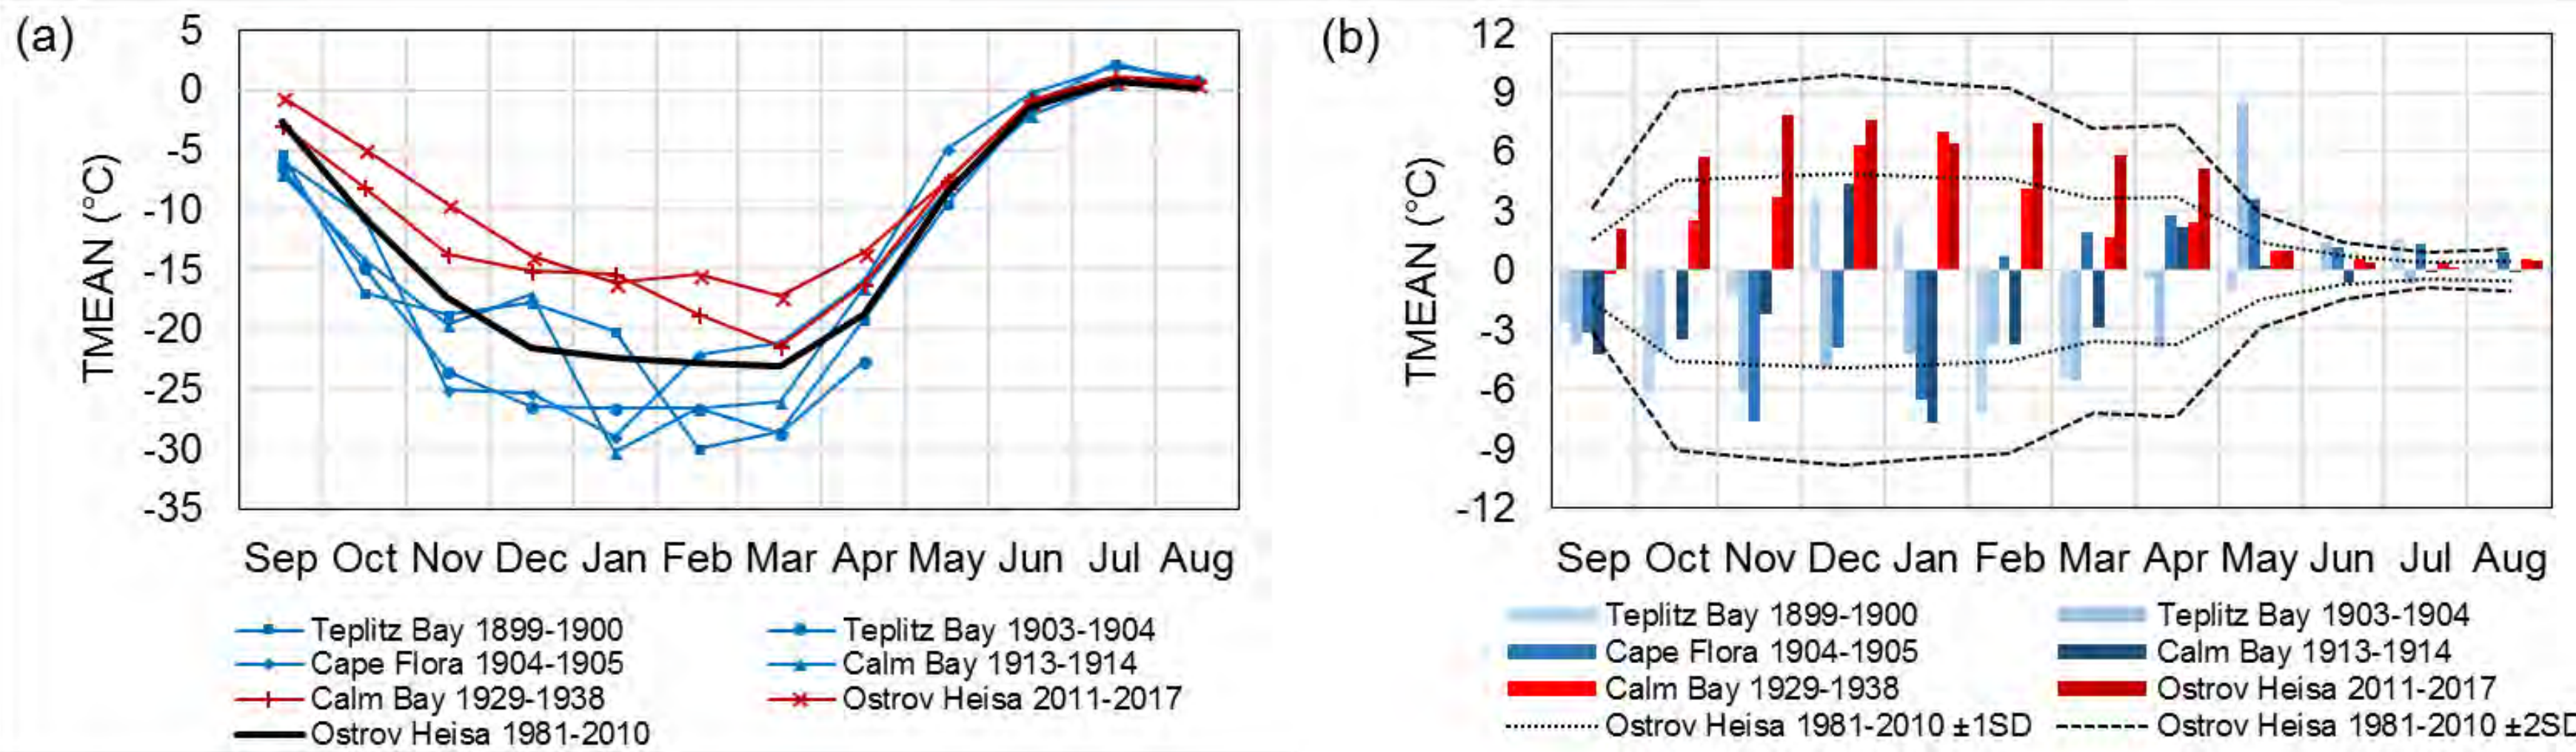 (a)
5
0
-5
-10
-15
-20
-25
-30
-35
TMEAN (°C)
Sep Oct Nov Dec Jan Feb Mar Apr May Jun Jul Aug
Teplitz Bay 1899-1900 Teplitz Bay 1903-1904
Cape Flora 1904-1905 Calm Bay 1913-1914
Calm Bay 1929-1938 Ostrov Heisa 2011-2017
Ostrov Heisa 1981-2010
(b)
12
9
6
3
0
-3
-6
-9
-12
TMEAN (°C)
Sep Oct Nov Dec Jan Feb Mar Apr May Jun Jul Aug
Teplitz Bay 1899-1900 Teplitz Bay 1903-1904
Cape Flora 1904-1905 Calm Bay 1913-1914
Calm Bay 1929-1938 Ostrov Heisa 2011-2017
Ostrov Heisa 1981-2010 ±1SD Ostrov Heisa 1981-2010 ±2SD